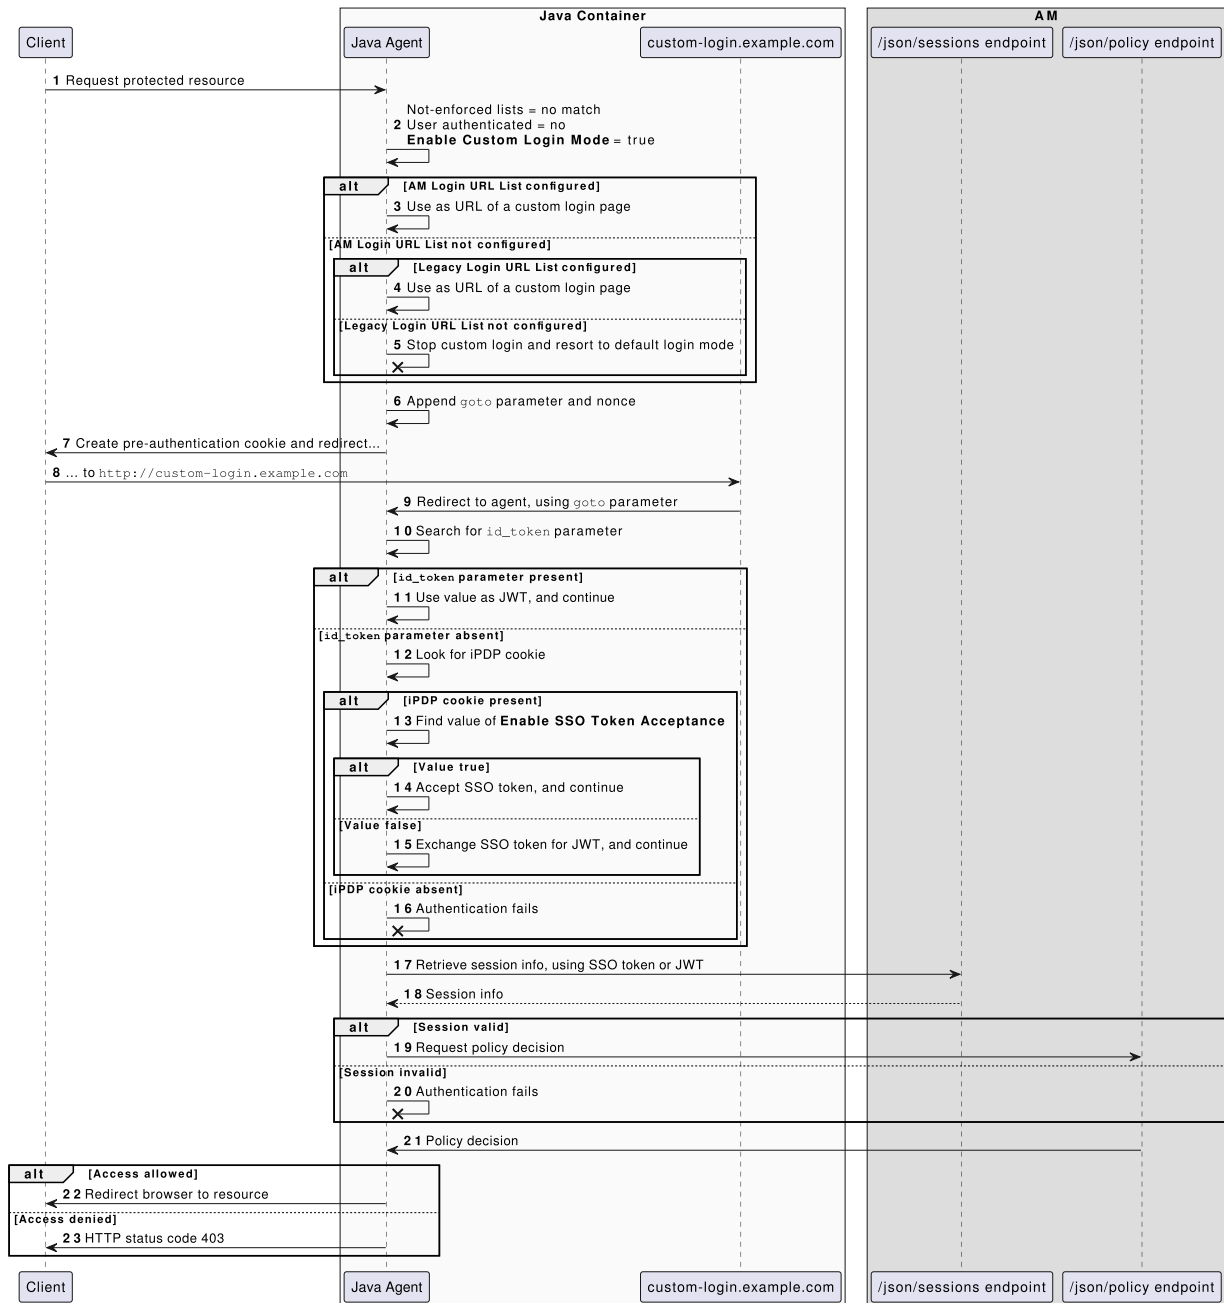 Java Container
AM
Client
Java Agent
custom-login.example.com
/json/sessions endpoint
/json/policy endpoint
1 Request protected resource
Not-enforced lists = no match
2 User authenticated = no
Enable Custom Login Mode = true
alt [AM Login URL List configured]
3 Use as URL of a custom login page
[AM Login URL List not configured]
alt [Legacy Login URL List configured]
4 Use as URL of a custom login page
[Legacy Login URL List not configured]
5 Stop custom login and resort to default login mode
6 Append goto parameter and nonce
7 Create pre-authentication cookie and redirect...
8 ... to http://custom-login.example.com
9 Redirect to agent, using goto parameter
10 Search for id_token parameter
alt [id_token parameter present]
11 Use value as JWT, and continue
[id_token parameter absent]
12 Look for iPDP cookie
alt [iPDP cookie present]
13 Find value of Enable SSO Token Acceptance
alt [Value true]
14 Accept SSO token, and continue
[Value false]
15 Exchange SSO token for JWT, and continue
[iPDP cookie absent]
16 Authentication fails
17 Retrieve session info, using SSO token or JWT
18 Session info
alt [Session valid]
19 Request policy decision
[Session invalid]
20 Authentication fails
21 Policy decision
alt [Access allowed]
22 Redirect browser to resource
[Access denied]
23 HTTP status code 403
Client
Java Agent
custom-login.example.com
/json/sessions endpoint
/json/policy endpoint